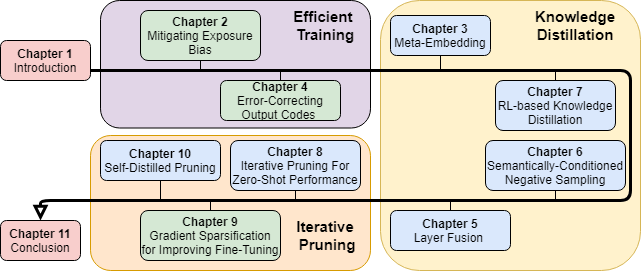 Chapter 1
Introduction
Chapter 2
Mitigating Exposure
Bias
Efficient
Training
Chapter 3
Meta-Embedding
Knowledge
Distillation
Chapter 4
Error-Correcting
Output Codes
Chapter 7
RL-based Knowledge
Distillation
Chapter 10
Self-Distilled Pruning
Chapter 8
Iterative Pruning For
Zero-Shot Performance
Chapter 6
Semantically-Conditioned
Negative Sampling
Chapter 11
Conclusion
Chapter 9
Gradient Sparsification
for Improving Fine-Tuning
Iterative
Pruning
Chapter 5
Layer Fusion